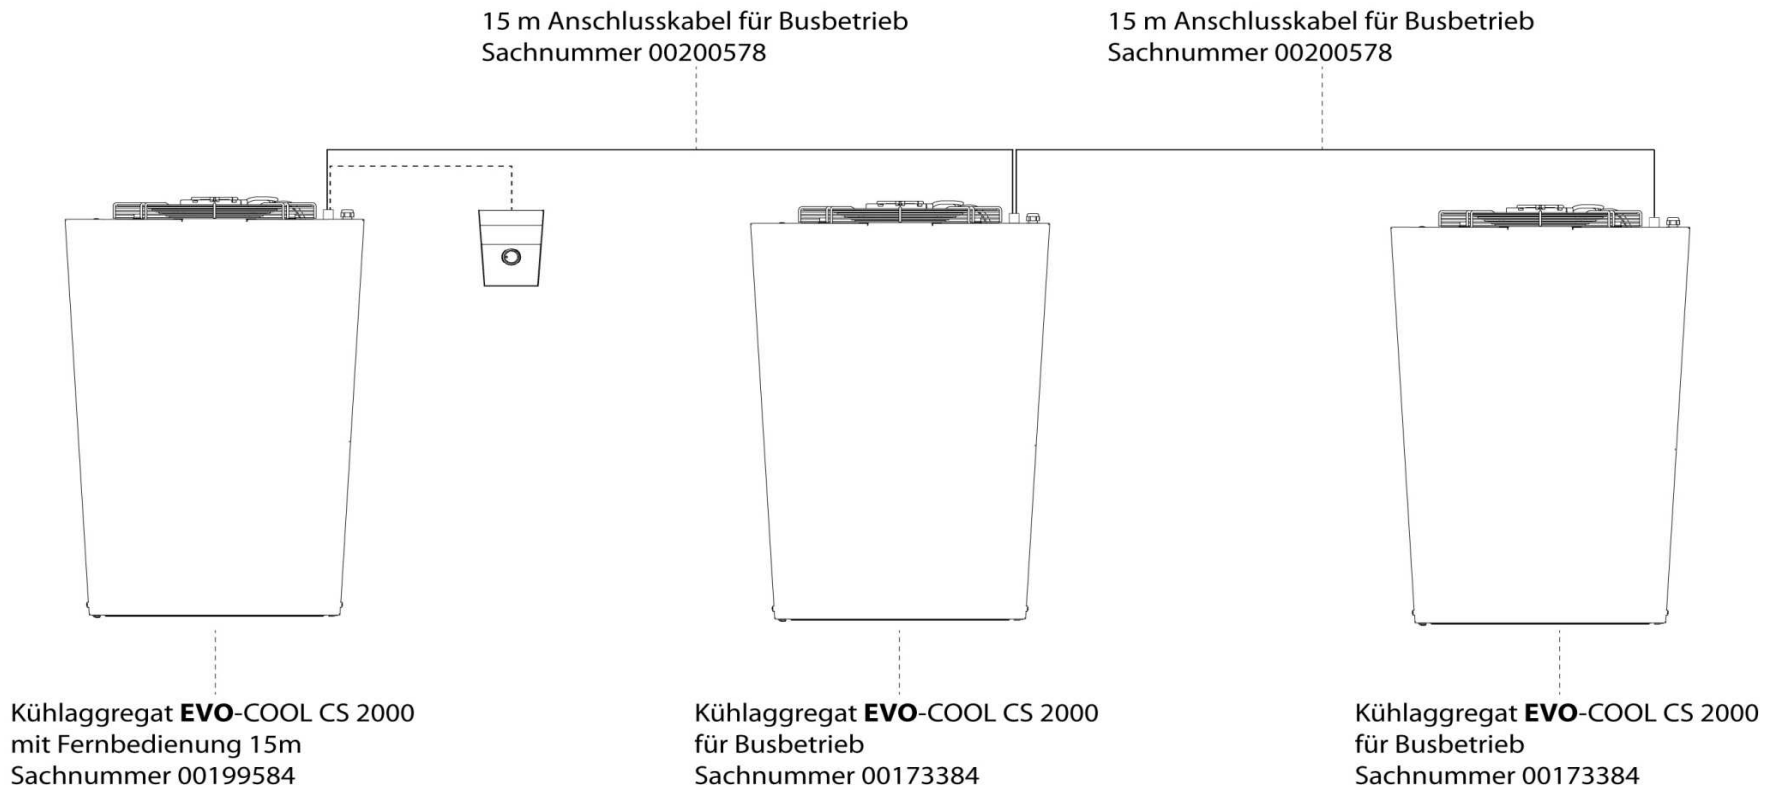 15 m Anschlusskabel für Busbetrieb
Sachnummer 00200578
15 m Anschlusskabel für Busbetrieb
Sachnummer 00200578
Kühlaggregat EVO-COOL CS 2000
mit Fernbedienung 15m
Sachnummer 00199584
Kühlaggregat EVO-COOL CS 2000
für Busbetrieb
Sachnummer 00173384
Kühlaggregat EVO-COOL CS 2000
für Busbetrieb
Sachnummer 00173384